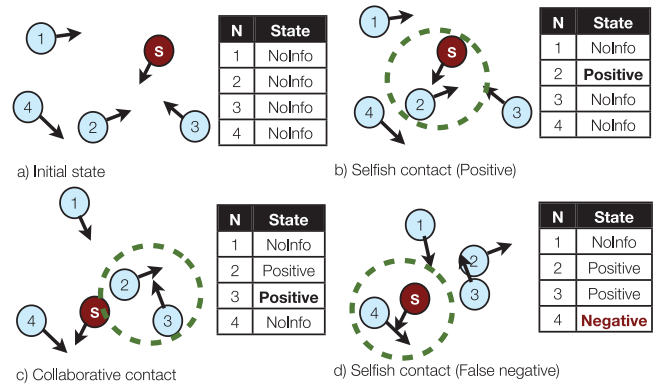 1
S
4
2
3
N State
1 NoInfo
2 NoInfo
3 NoInfo
4 NoInfo
a) Initial state
1
S
2
4
3
N State
1 NoInfo
2 Positive
3 NoInfo
4 NoInfo
b) Selfish contact (Positive)
1
2
S
4
3
N State
1 NoInfo
2 Positive
3 Positive
4 NoInfo
c) Collaborative contact
1
2
S
3
4
N State
1 NoInfo
2 Positive
3 Positive
4 Negative
d) Selfish contact (False negative)